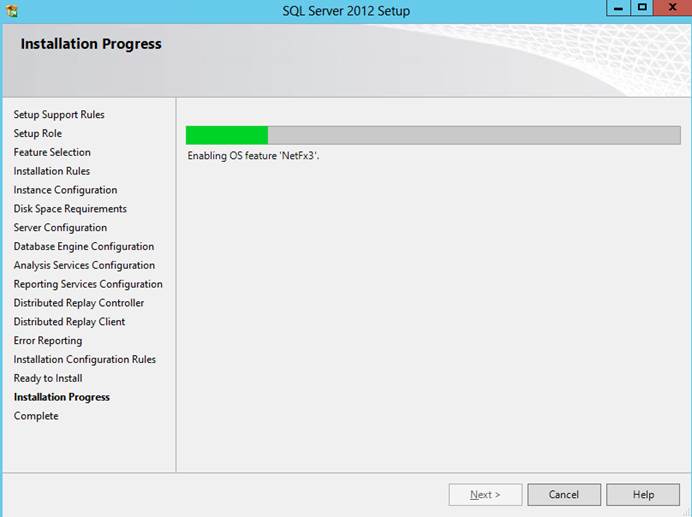 SQL Server 2012 Setup
Installation Progress
Setup Support Rules
Setup Role
Feature Selection
Installation Rules
Instance Configuration
Disk Space Requirements
Server Configuration
Database Engine Configuration
Analysis Services Configuration
Reporting Services Configuration
Distributed Replay Controller
Distributed Replay Client
Error Reporting
Installation Configuration Rules
Ready to Install
Installation Progress
Complete
Enabling OS feature 'NetFx3'.
Next >
Cancel
Help